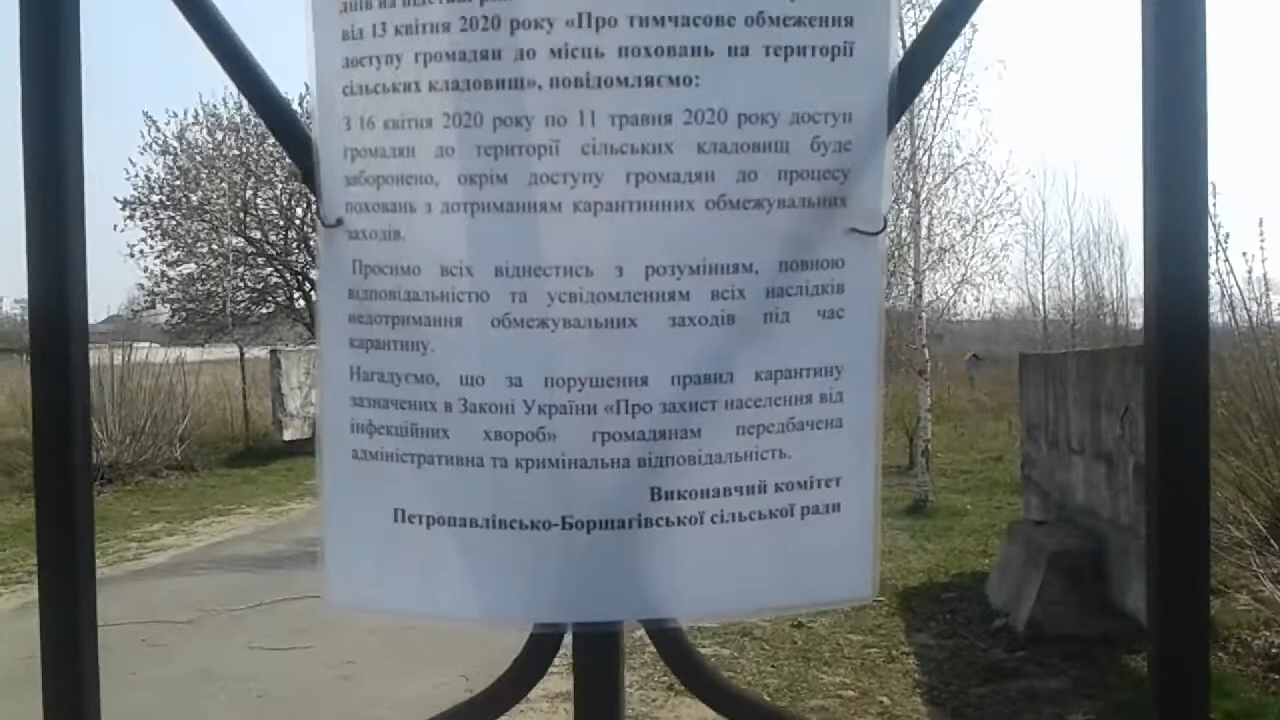 днів на підставі
від 13 квітня 2020 року «Про тимчасове обмеження
доступу громадян до місць поховань на території
сільських кладовищ», повідомляємо:
З 16 квітня 2020 року по 11 травня 2020 року доступ
громадян до території сільських кладовищ буде
заборонено, окрім доступу громадян до процесу
поховань з дотриманням карантинних обмежувальних
заходів.
Просимо всіх віднестись з розумінням, повною
відповідальністю та усвідомленням всіх наслідків
недотримання обмежувальних заходів під час
карантину.
Нагадуємо, що за порушення правил карантину
зазначених в Законі України «Про захист населення від
інфекційних хвороб» громадянам передбачена
адміністративна та кримінальна відповідальність.
Виконавчий комітет
Петропавлівсько-Борщагівської сільської ради